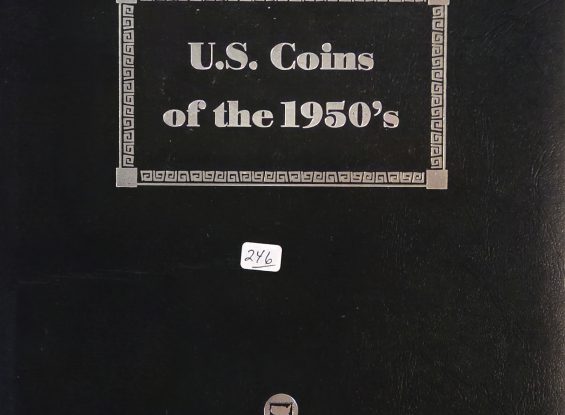 U.S. Coins
of the 1950's
246